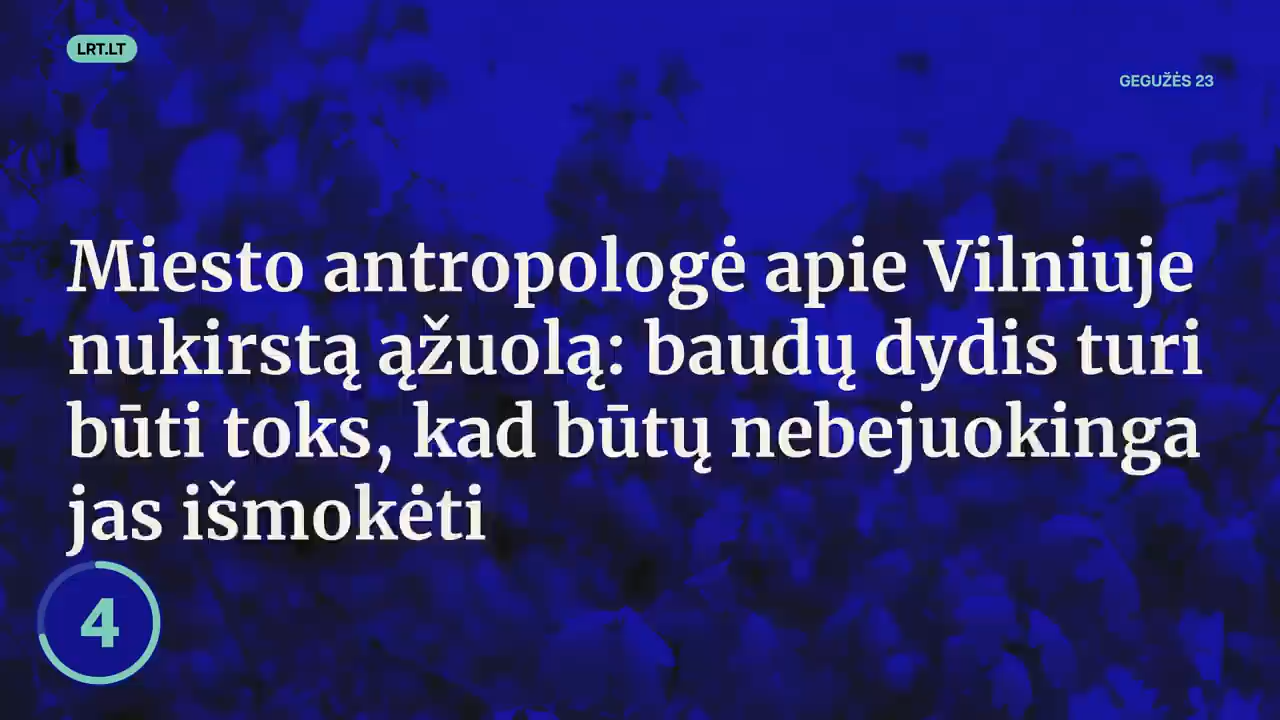 LRT.LT
GEGUŽĖS 23
Miesto antropologė apie Vilniuje
nukirstą ąžuolą: baudų dydis turi
būti toks, kad būtų nebejuokinga
jas išmokėti
4